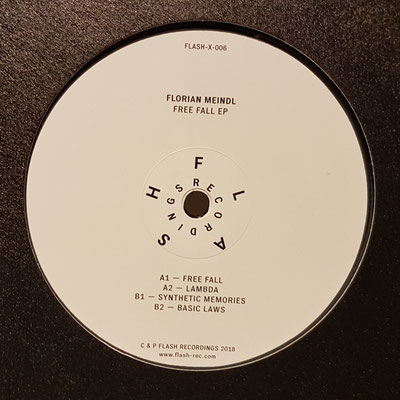 FLASH-X-006
FLORIAN MEINDL
FREE FALL EP
FLASH
RECORDINGS
A1 — FREE FALL
A2 — LAMBDA
B1 — SYNTHETIC MEMORIES
B2 — BASIC LAWS
C & P FLASH RECORDINGS 2018
www.flash-rec.com